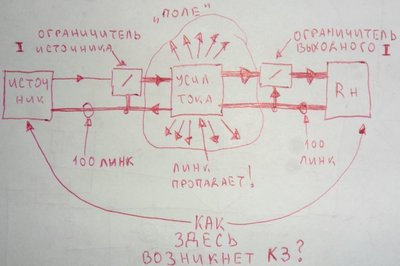 „ПОЛЕ"
I ОГРАНИЧИТЕЛЬ
ИСТОЧНИКА
ОГРАНИЧИТЕЛЬ
ВЫХОДНОГО I
ИСТОЧ
НИК
УСИЛ
ТОКА
Rн
100 ЛИНК
ЛИНК
ПРОПАДАЕТ!
100
ЛИНК
КАК
ЗДЕСЬ
ВОЗНИКНЕТ КЗ?